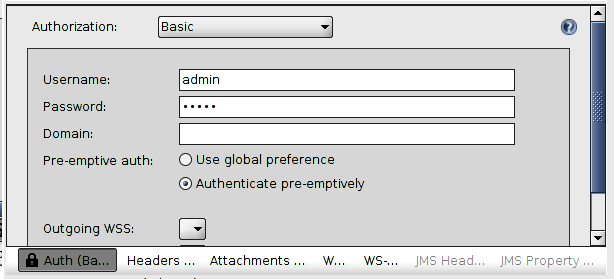 Authorization: Basic
Username: admin
Password: •••••
Domain:
Pre-emptive auth: Use global preference
Authenticate pre-emptively
Outgoing WSS:
Auth (Ba... Headers ... Attachments ... W... WS-... JMS Head... JMS Property ...